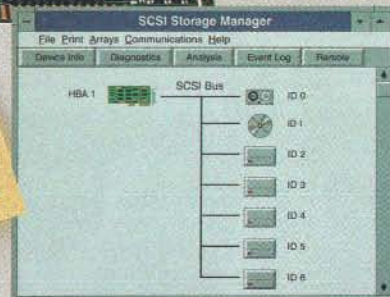 SCSI Storage Manager
File Print Arrays Communications Help
Device Info Diagnostics Analysis Event Log Remote
SCSI Bus
HBA 1
ID 0
ID 1
ID 2
ID 3
ID 4
ID 5
ID 6